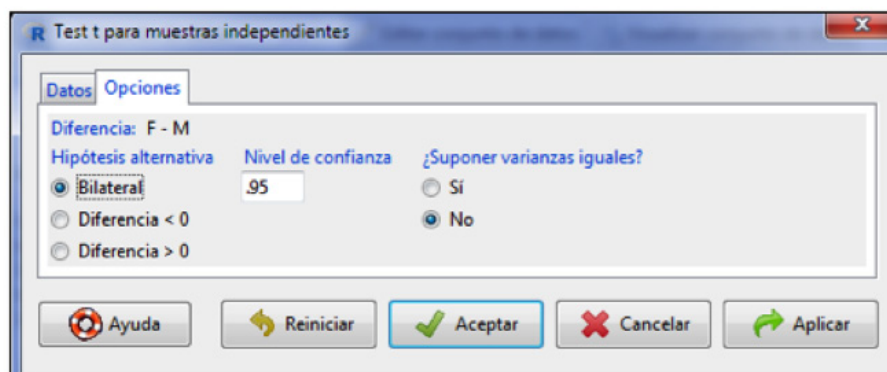 R Test t para muestras independientes
X
Datos Opciones
Diferencia: F - M
Hipótesis alternativa Nivel de confianza ¿Suponer varianzas iguales?
Bilateral .95 Sí
Diferencia < 0 No
Diferencia > 0
Ayuda Reiniciar Aceptar Cancelar Aplicar